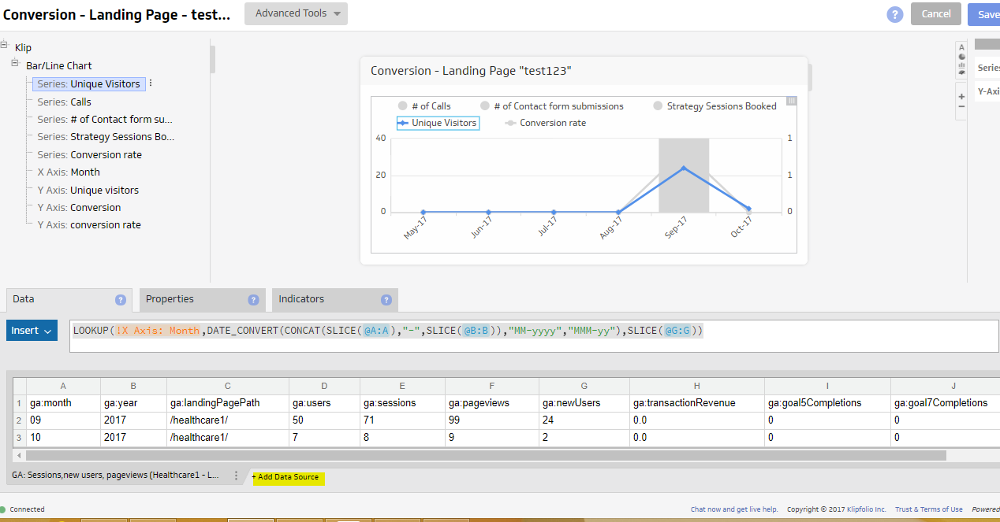 Conversion - Landing Page - test...
Advanced Tools
?
Cancel
Save
Klip
Bar/Line Chart
Series: Unique Visitors
Series: Calls
Series: # of Contact form su...
Series: Strategy Sessions Bo...
Series: Conversion rate
X Axis: Month
Y Axis: Unique visitors
Y Axis: Conversion
Y Axis: conversion rate
Conversion - Landing Page "test123"
# of Calls # of Contact form submissions Strategy Sessions Booked
Unique Visitors Conversion rate
40 1
20 1
0 0
May-17 Jun-17 Jul-17 Aug-17 Sep-17 Oct-17
A
+
−
Series
Y-Axi
Data ? Properties ? Indicators ?
Insert
LOOKUP(!X Axis: Month,DATE_CONVERT(CONCAT(SLICE(@A:A),"-",SLICE(@B:B)),"MM-yyyy","MMM-yy"),SLICE(@G:G))
A B C D E F G H I J
1 ga:month ga:year ga:landingPagePath ga:users ga:sessions ga:pageviews ga:newUsers ga:transactionRevenue ga:goal5Completions ga:goal7Completions
2 09 2017 /healthcare1/ 50 71 99 24 0.0 0 0
3 10 2017 /healthcare1/ 7 8 9 2 0.0 0 0
GA: Sessions,new users, pageviews (Healthcare1 - L...
+ Add Data Source
Connected
Chat now and get live help. Copyright © 2017 Klipfolio Inc. Trust & Terms of Use Powered